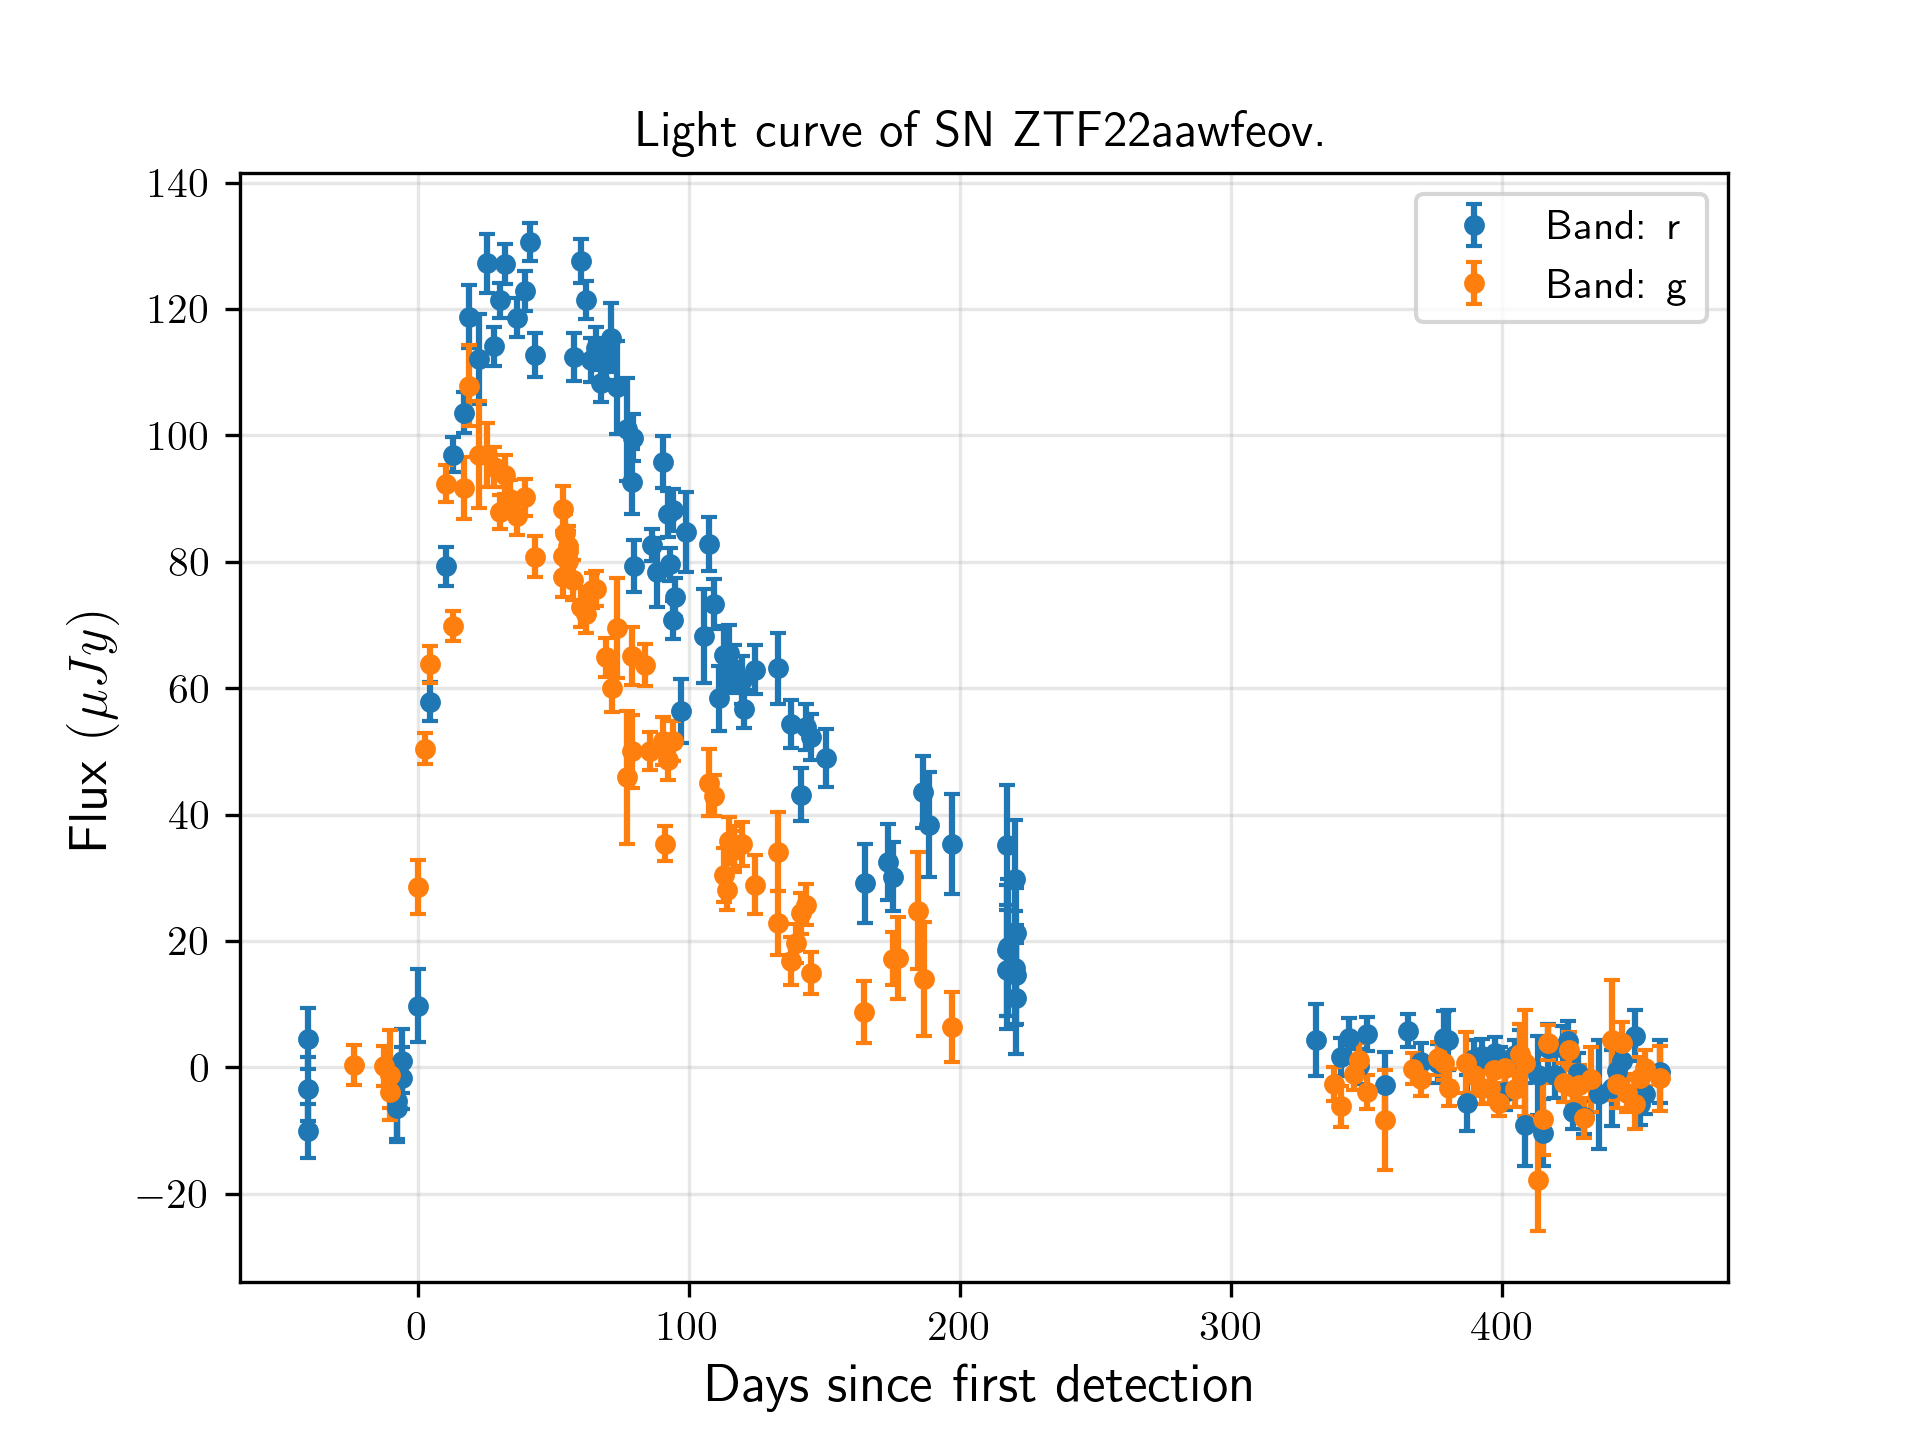 Light curve of SN ZTF22aawfeov.
Band: r
Band: g
140
120
100
80
60
40
20
0
−20
Flux (μJy)
0 100 200 300 400
Days since first detection